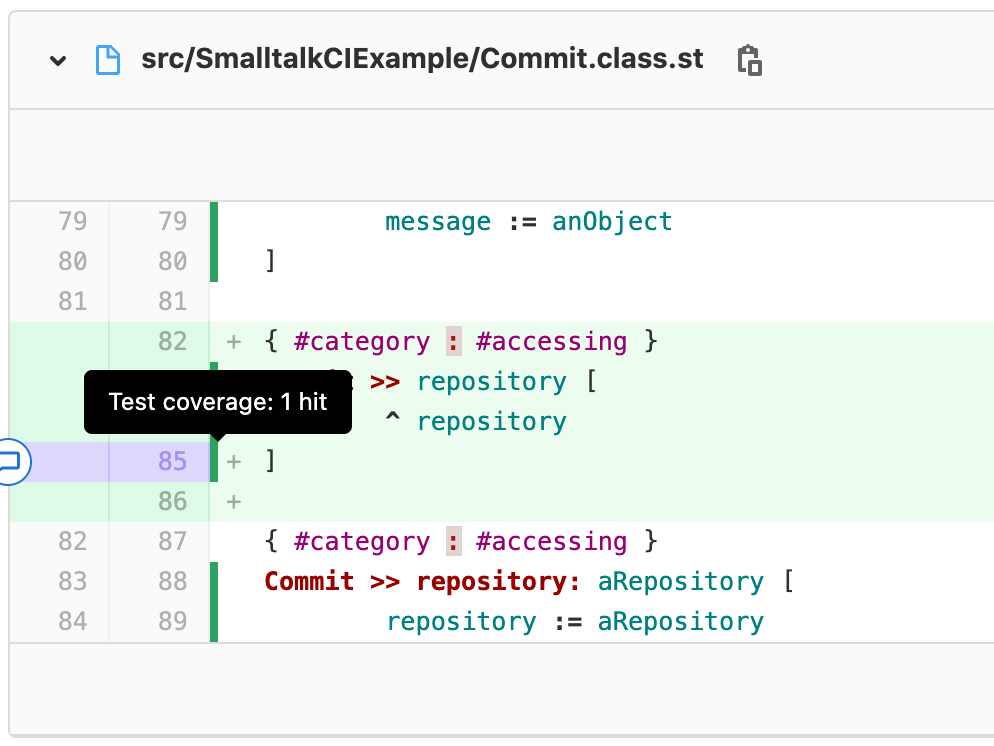 src/SmalltalkCIExample/Commit.class.st
79 79 message := anObject
80 80 ]
81 81
82 + { #category : #accessing }
>> repository [
Test coverage: 1 hit
^ repository
85 + ]
86 +
82 87 { #category : #accessing }
83 88 Commit >> repository: aRepository [
84 89 repository := aRepository